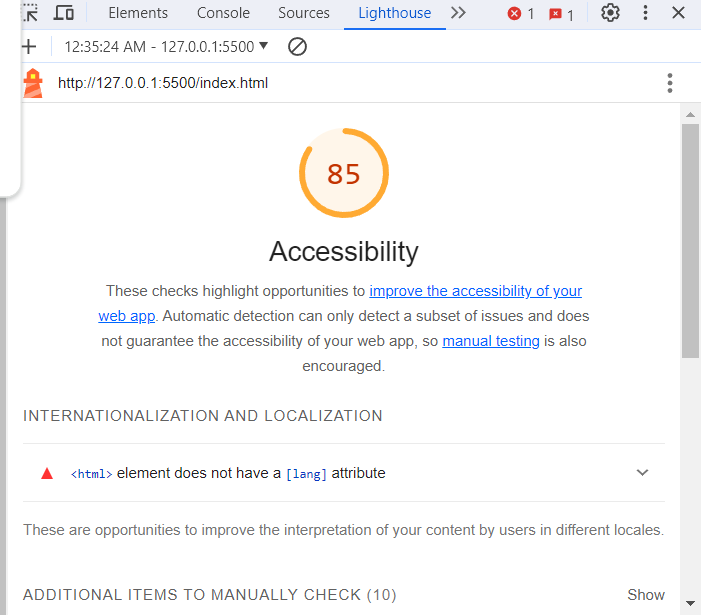 Elements Console Sources Lighthouse 1 1
12:35:24 AM - 127.0.0.1:5500
http://127.0.0.1:5500/index.html
85
Accessibility
These checks highlight opportunities to improve the accessibility of your
web app. Automatic detection can only detect a subset of issues and does
not guarantee the accessibility of your web app, so manual testing is also
encouraged.
INTERNATIONALIZATION AND LOCALIZATION
<html> element does not have a [lang] attribute
These are opportunities to improve the interpretation of your content by users in different locales.
ADDITIONAL ITEMS TO MANUALLY CHECK (10) Show